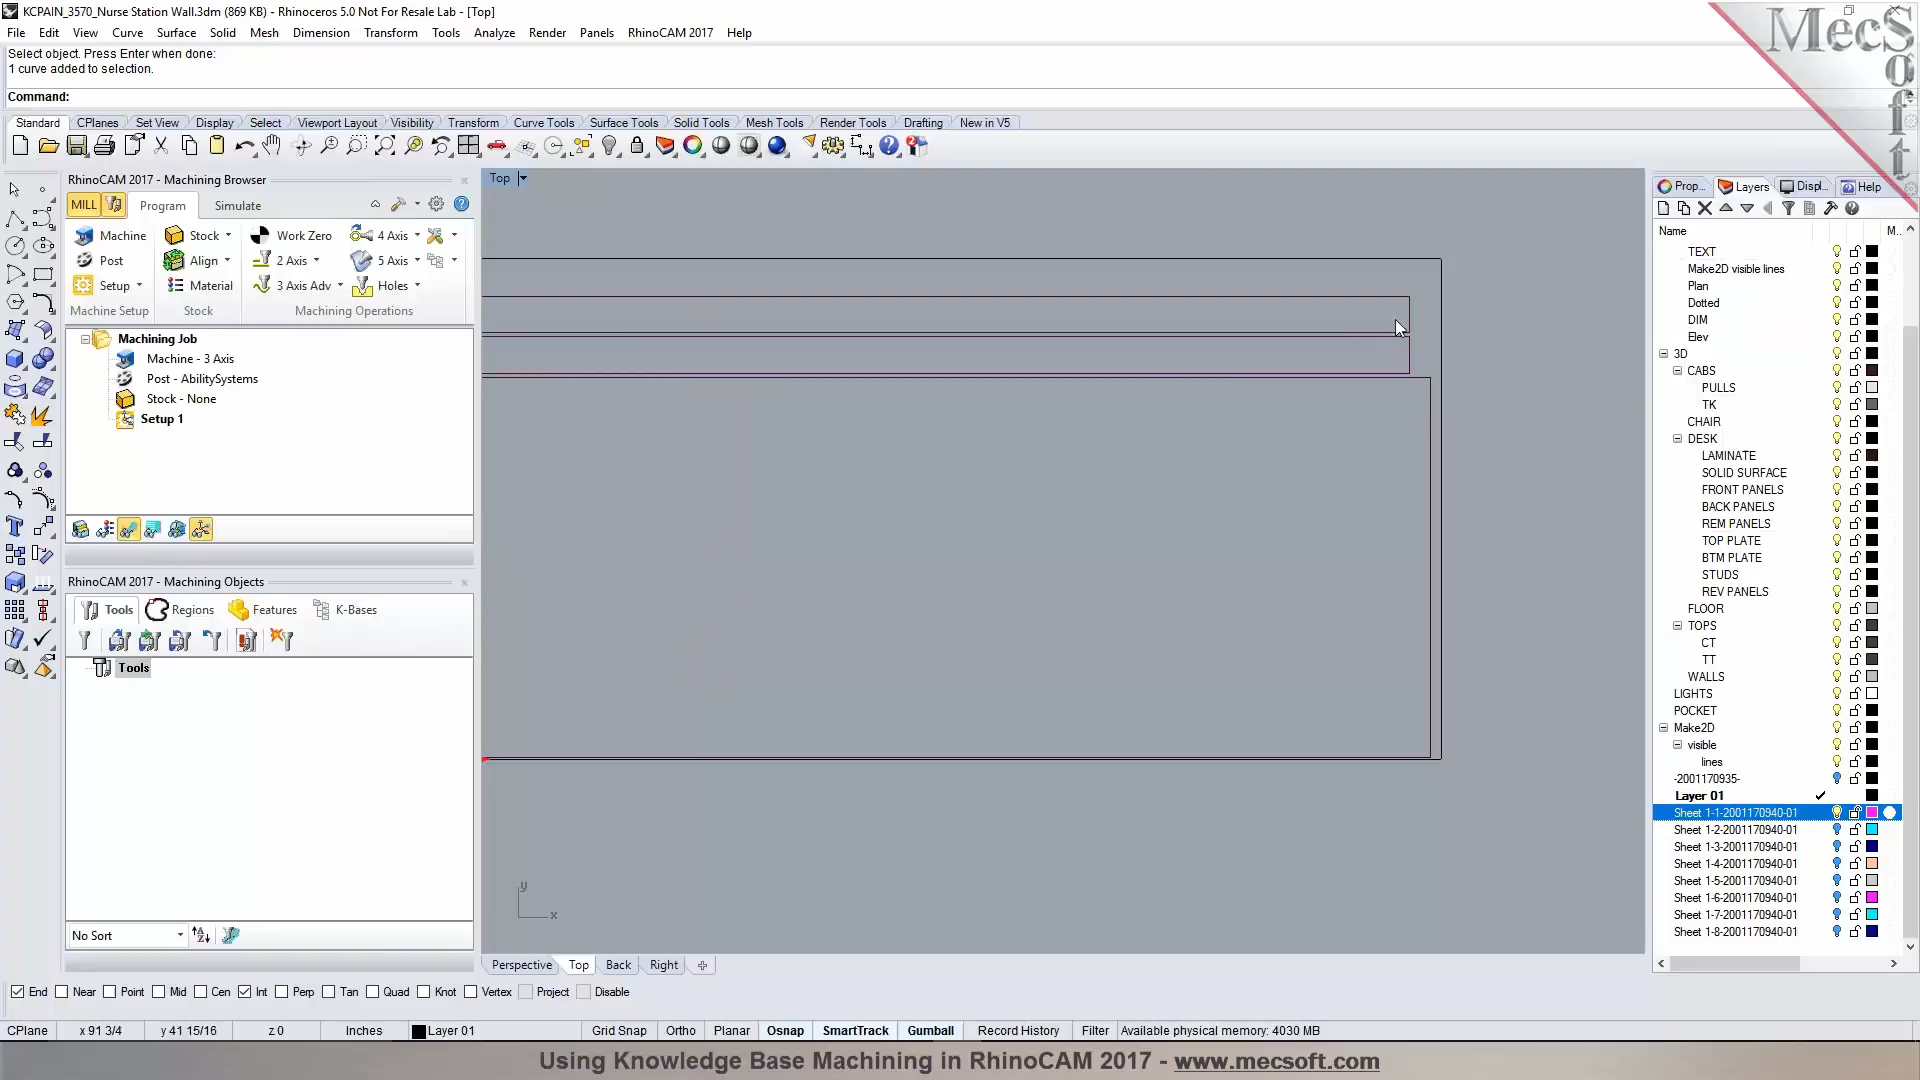 KCPAIN_3570_Nurse Station Wall.3dm (869 KB) - Rhinoceros 5.0 Not For Resale Lab - [Top]
File Edit View Curve Surface Solid Mesh Dimension Transform Tools Analyze Render Panels RhinoCAM 2017 Help
Select object. Press Enter when done:
1 curve added to selection.
Command:
Standard CPlanes Set View Display Select Viewport Layout Visibility Transform Curve Tools Surface Tools Solid Tools Mesh Tools Render Tools Drafting New in V5
MecSoft
RhinoCAM 2017 - Machining Browser
MILL Program Simulate
Machine Stock Work Zero 4 Axis
Post Align 2 Axis 5 Axis
Setup Material 3 Axis Adv Holes
Machine Setup Stock Machining Operations
Machining Job
Machine - 3 Axis
Post - AbilitySystems
Stock - None
Setup 1
RhinoCAM 2017 - Machining Objects
Tools Regions Features K-Bases
Tools
No Sort
Top
y
x
Perspective Top Back Right
Prop... Layers Displ... Help
Name M..
TEXT
Make2D visible lines
Plan
Dotted
DIM
Elev
3D
CABS
PULLS
TK
CHAIR
DESK
LAMINATE
SOLID SURFACE
FRONT PANELS
BACK PANELS
REM PANELS
TOP PLATE
BTM PLATE
STUDS
REV PANELS
FLOOR
TOPS
CT
TT
WALLS
LIGHTS
POCKET
Make2D
visible
lines
-2001170935-
Layer 01
Sheet 1-1-2001170940-01
Sheet 1-2-2001170940-01
Sheet 1-3-2001170940-01
Sheet 1-4-2001170940-01
Sheet 1-5-2001170940-01
Sheet 1-6-2001170940-01
Sheet 1-7-2001170940-01
Sheet 1-8-2001170940-01
End Near Point Mid Cen Int Perp Tan Quad Knot Vertex Project Disable
CPlane x 91 3/4 y 41 15/16 z 0 Inches Layer 01 Grid Snap Ortho Planar Osnap SmartTrack Gumball Record History Filter Available physical memory: 4030 MB
Using Knowledge Base Machining in RhinoCAM 2017 - www.mecsoft.com